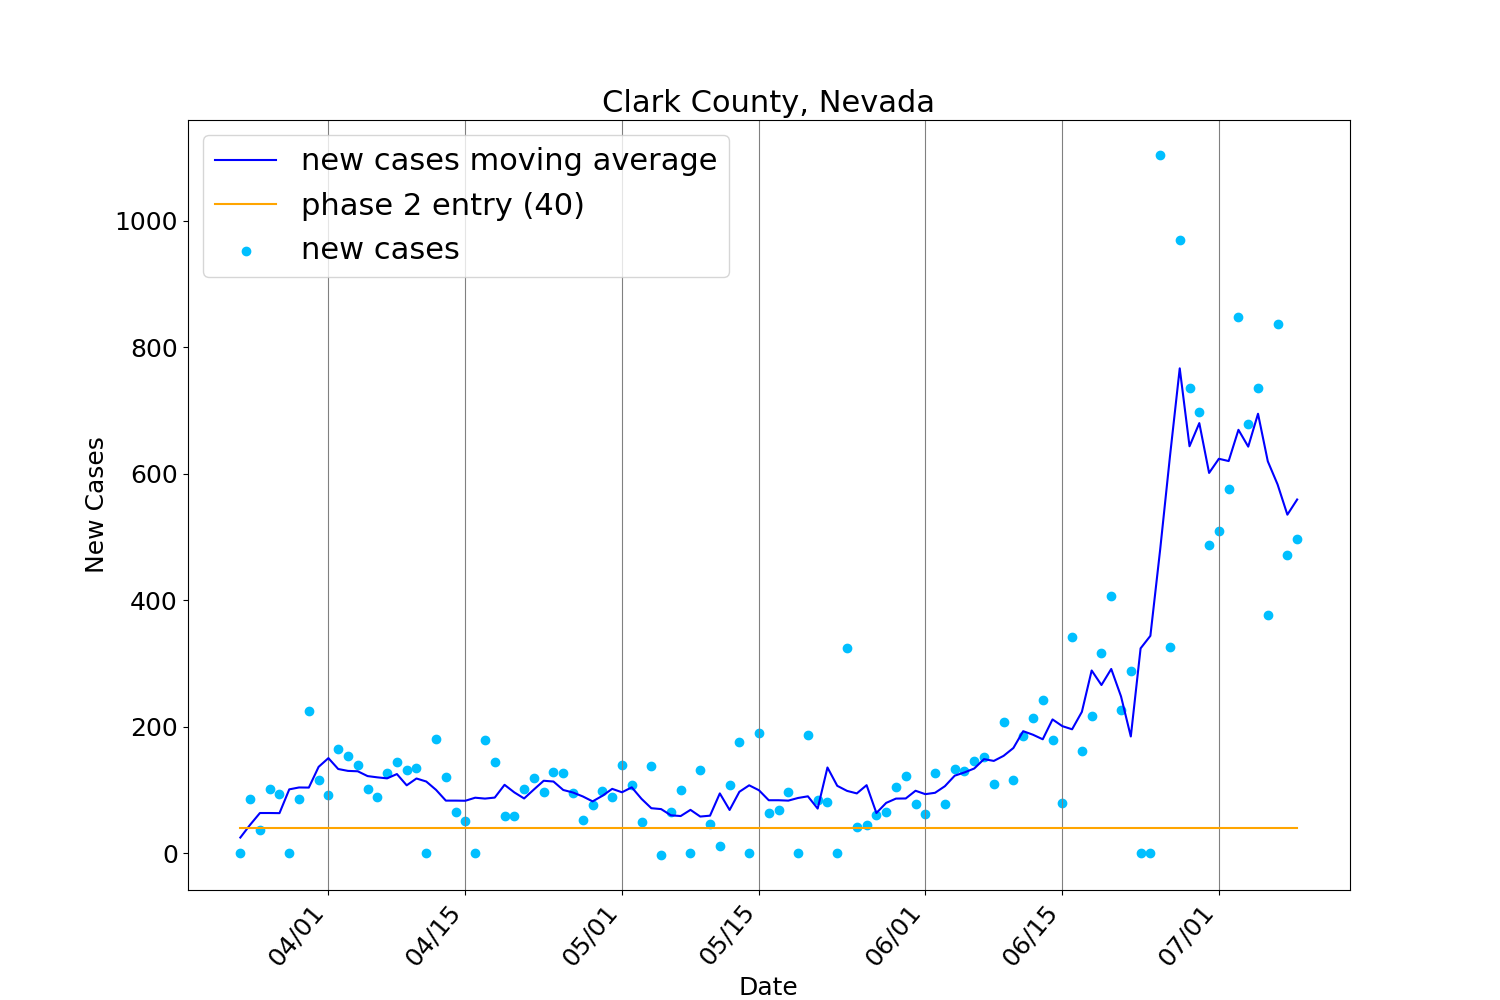 Clark County, Nevada
new cases moving average
phase 2 entry (40)
new cases
1000
800
600
400
200
0
New Cases
04/01
04/15
05/01
05/15
06/01
06/15
07/01
Date